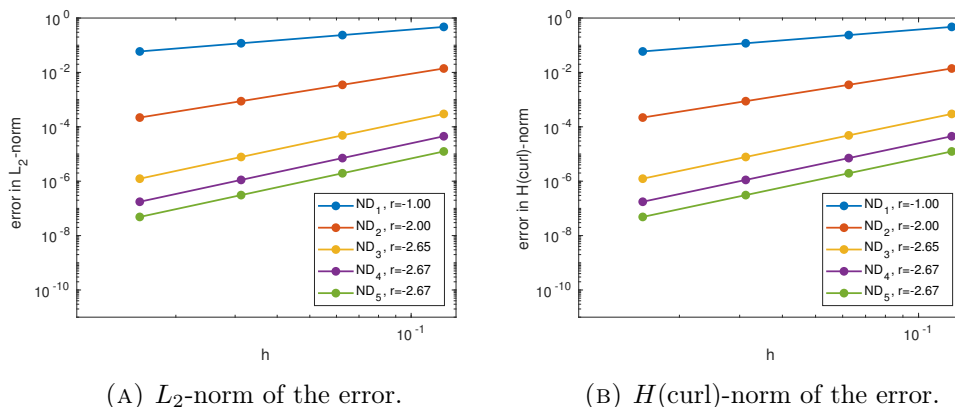 10^0
10^-2
10^-4
10^-6
10^-8
10^-10
error in L_2-norm
ND_1, r=-1.00
ND_2, r=-2.00
ND_3, r=-2.65
ND_4, r=-2.67
ND_5, r=-2.67
10^-1
h
(A) L_2-norm of the error.
10^0
10^-2
10^-4
10^-6
10^-8
10^-10
error in H(curl)-norm
ND_1, r=-1.00
ND_2, r=-2.00
ND_3, r=-2.65
ND_4, r=-2.67
ND_5, r=-2.67
10^-1
h
(B) H(curl)-norm of the error.